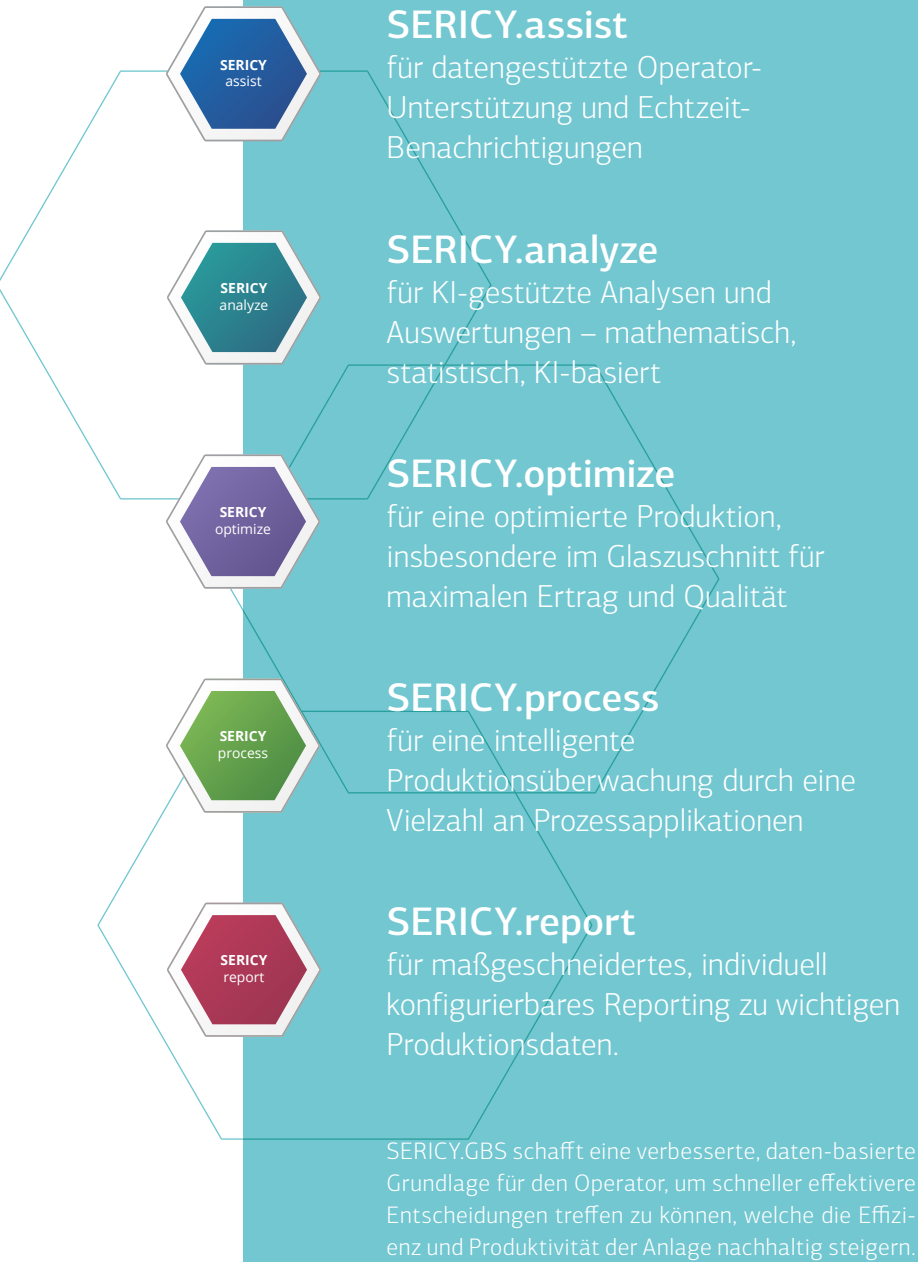 SERICY
assist
SERICY.assist
für datengestützte Operator-
Unterstützung und Echtzeit-
Benachrichtigungen
SERICY
analyze
SERICY.analyze
für KI-gestützte Analysen und
Auswertungen – mathematisch,
statistisch, KI-basiert
SERICY
optimize
SERICY.optimize
für eine optimierte Produktion,
insbesondere im Glaszuschnitt für
maximalen Ertrag und Qualität
SERICY
process
SERICY.process
für eine intelligente
Produktionsüberwachung durch eine
Vielzahl an Prozessapplikationen
SERICY
report
SERICY.report
für maßgeschneidertes, individuell
konfigurierbares Reporting zu wichtigen
Produktionsdaten.
SERICY.GBS schafft eine verbesserte, daten-basierte
Grundlage für den Operator, um schneller effektivere
Entscheidungen treffen zu können, welche die Effizi-
enz und Produktivität der Anlage nachhaltig steigern.